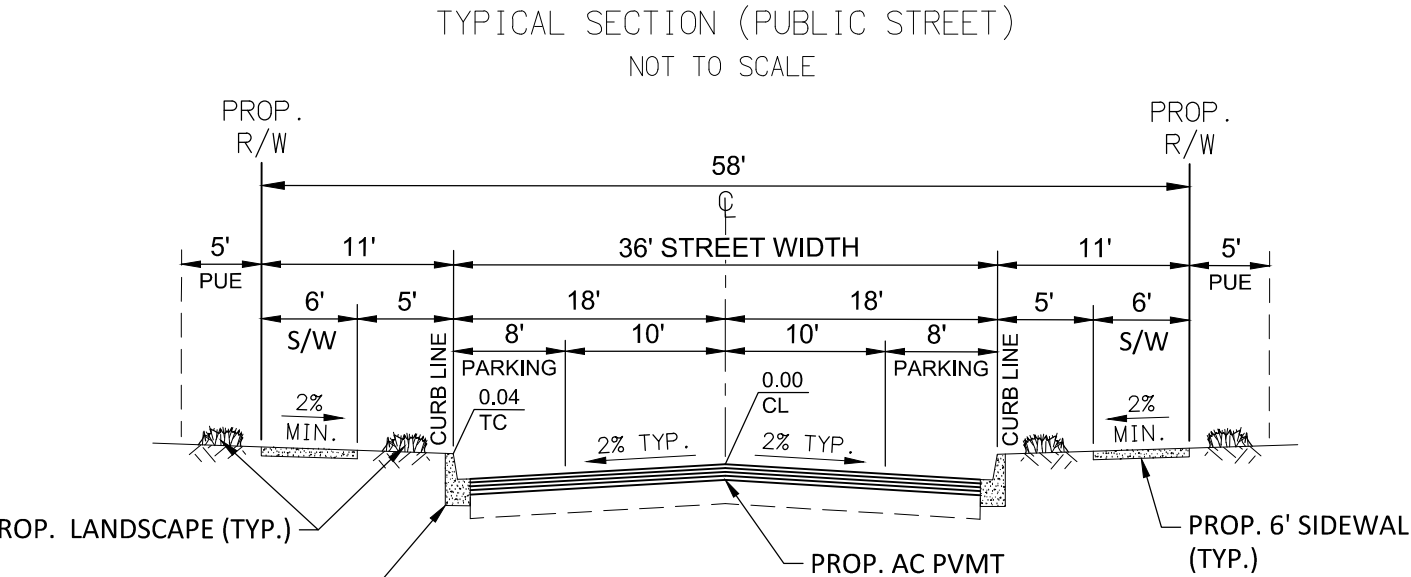 TYPICAL SECTION (PUBLIC STREET)
NOT TO SCALE
PROP.
R/W
PROP.
R/W
58'
℄
5'
PUE
11'
36' STREET WIDTH
11'
5'
PUE
6'
S/W
5'
18'
18'
5'
6'
S/W
CURB LINE
8'
PARKING
10'
10'
8'
PARKING
CURB LINE
2%
MIN.
0.04
TC
0.00
CL
2%
MIN.
2% TYP.
2% TYP.
ROP. LANDSCAPE (TYP.)
PROP. AC PVMT
PROP. 6' SIDEWAL
(TYP.)